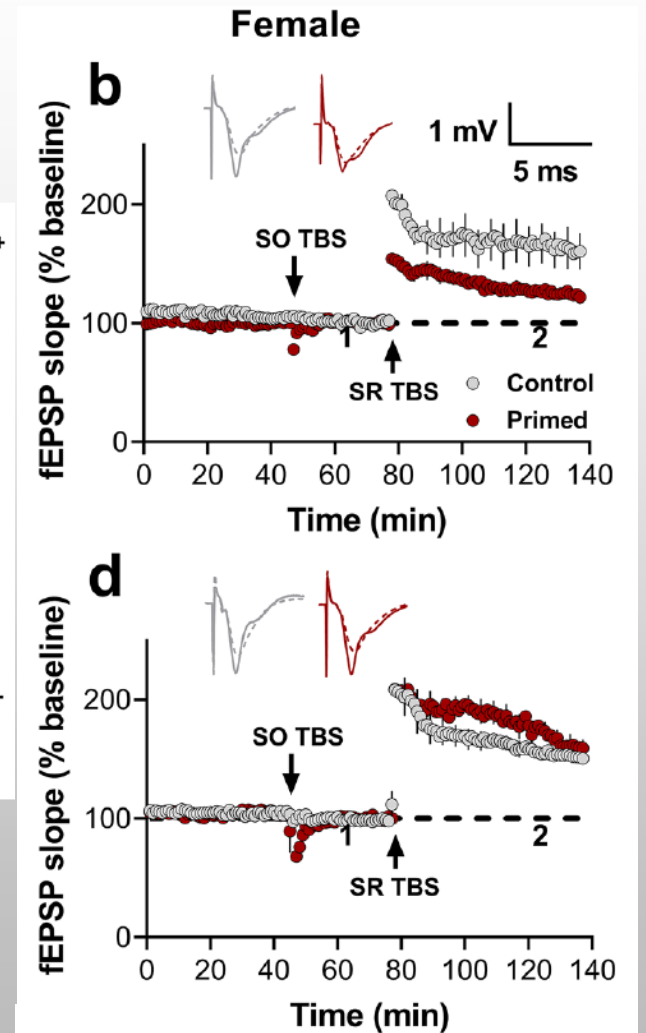 Female
b
1 mV
5 ms
fEPSP slope (% baseline)
200
100
0
SO TBS
1
2
SR TBS
Control
Primed
0 20 40 60 80 100 120 140
Time (min)
d
fEPSP slope (% baseline)
200
100
0
SO TBS
1
2
SR TBS
0 20 40 60 80 100 120 140
Time (min)